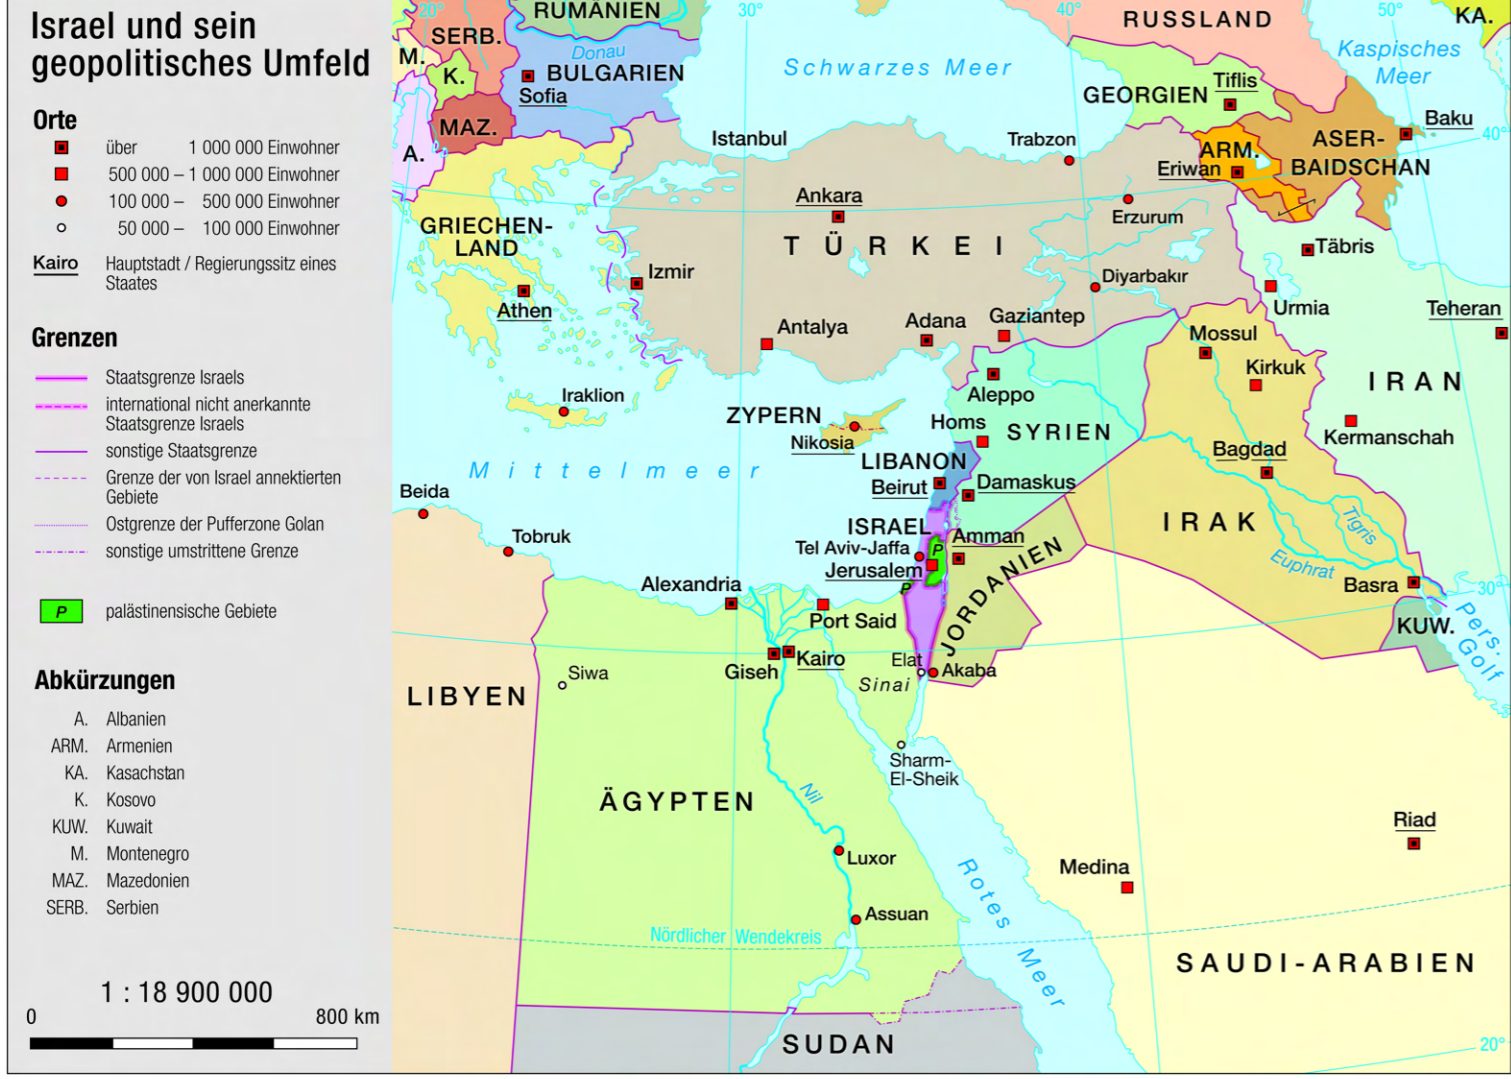 Israel und sein
geopolitisches Umfeld
Orte
über 1 000 000 Einwohner
500 000 – 1 000 000 Einwohner
100 000 – 500 000 Einwohner
50 000 – 100 000 Einwohner
Kairo Hauptstadt / Regierungssitz eines
Staates
Grenzen
Staatsgrenze Israels
international nicht anerkannte
Staatsgrenze Israels
sonstige Staatsgrenze
Grenze der von Israel annektierten
Gebiete
Ostgrenze der Pufferzone Golan
sonstige umstrittene Grenze
P palästinensische Gebiete
Abkürzungen
A. Albanien
ARM. Armenien
KA. Kasachstan
K. Kosovo
KUW. Kuwait
M. Montenegro
MAZ. Mazedonien
SERB. Serbien
1 : 18 900 000
0 800 km
20°
30°
40°
50°
RUMÄNIEN
RUSSLAND
KA.
SERB.
M.
K.
Donau
BULGARIEN
Sofia
Schwarzes Meer
Kaspisches
Meer
GEORGIEN
Tiflis
MAZ.
A.
Istanbul
Trabzon
ARM.
Eriwan
ASER-
BAIDSCHAN
Baku
40°
Ankara
Erzurum
GRIECHEN-
LAND
TÜRKEI
Täbris
Izmir
Diyarbakır
Urmia
Athen
Antalya
Adana
Gaziantep
Mossul
Teheran
Kirkuk
IRAN
Iraklion
Aleppo
ZYPERN
Nikosia
Homs
SYRIEN
Kermanschah
Bagdad
Mittelmeer
LIBANON
Beirut
Damaskus
Beida
Tobruk
ISRAEL
Tel Aviv-Jaffa
Jerusalem
P
Amman
P
IRAK
Tigris
Euphrat
Basra
30°
Alexandria
Port Said
JORDANIEN
KUW.
Pers.
Golf
Giseh
Kairo
Elat
Akaba
Sinai
Siwa
LIBYEN
Sharm-
El-Sheik
ÄGYPTEN
Nil
Luxor
Riad
Medina
Rotes Meer
Assuan
Nördlicher Wendekreis
SAUDI-ARABIEN
SUDAN
20°